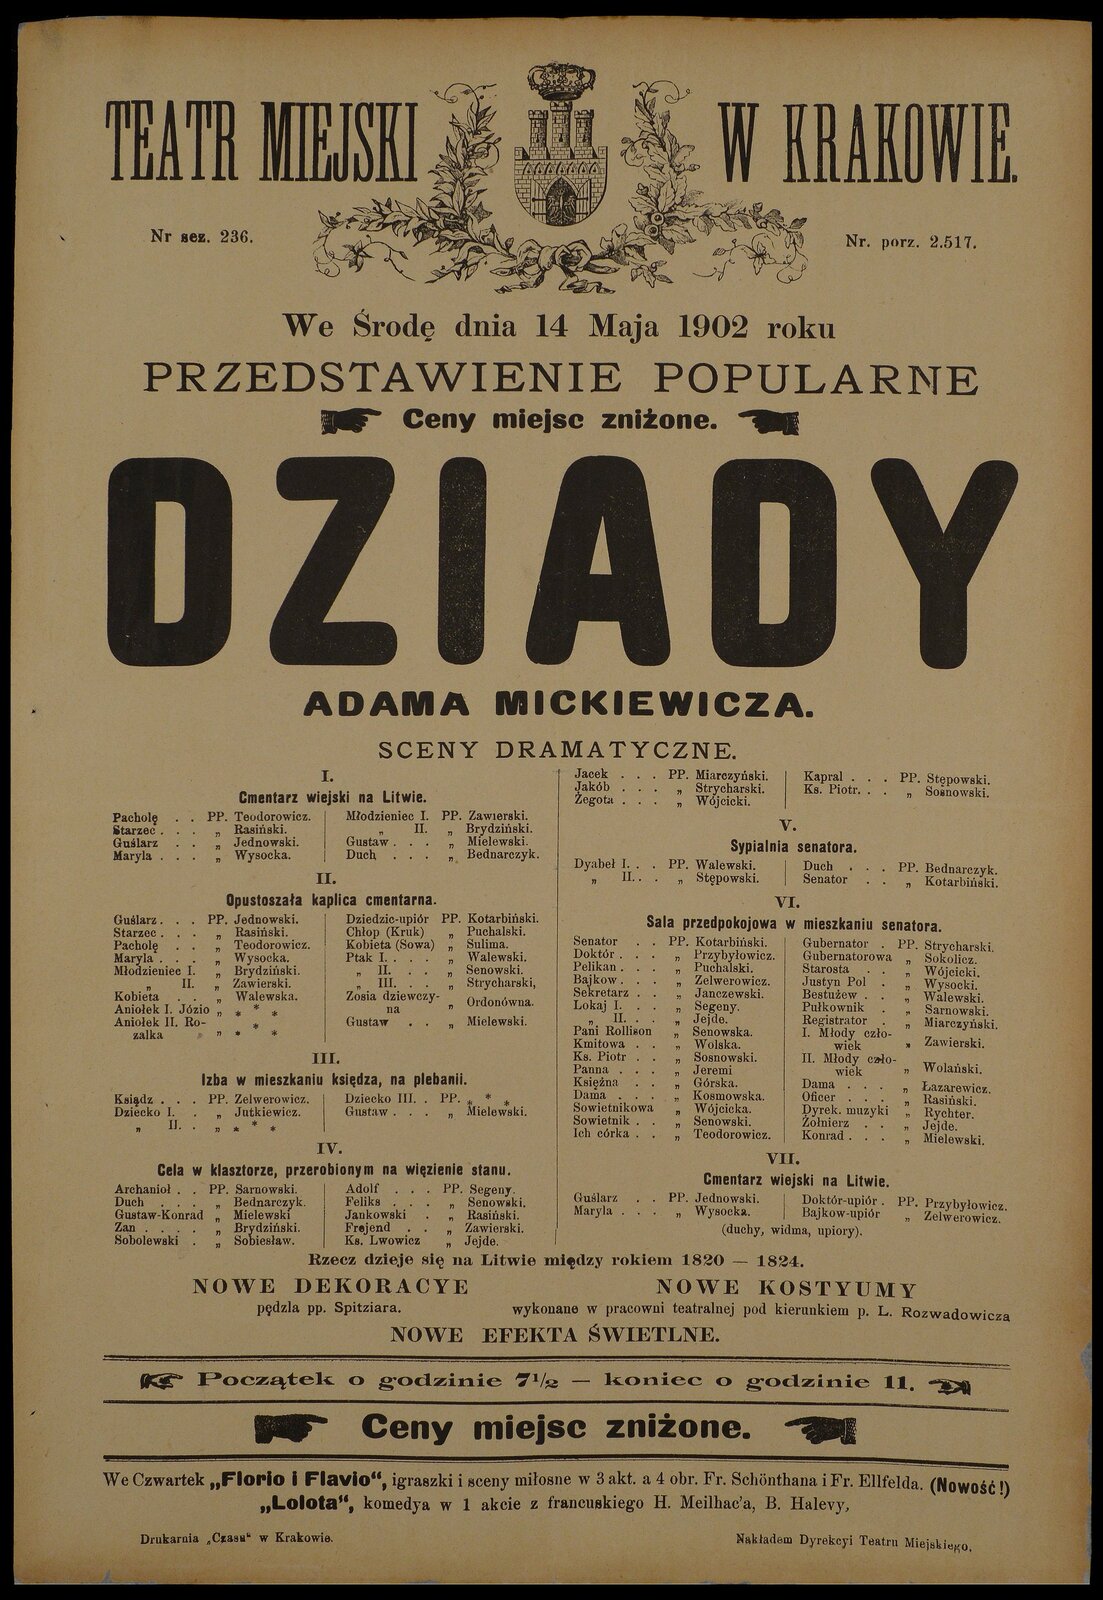 TEATR MIEJSKI W KRAKOWIE.
Nr sez. 236.
Nr. porz. 2.517.
We Środę dnia 14 Maja 1902 roku
PRZEDSTAWIENIE POPULARNE
Ceny miejsc zniżone.
DZIADY
ADAMA MICKIEWICZA.
SCENY DRAMATYCZNE.
I.
Cmentarz wiejski na Litwie.
Pacholę . . PP. Teodorowicz.
Starzec . . . „ Rasiński.
Guślarz . . „ Jednowski.
Maryla . . . „ Wysocka.
Młodzieniec I. PP. Zawierski.
„ II. „ Brydziński.
Gustaw . . . „ Mielewski.
Duch . . . „ Bednarczyk.
II.
Opustoszała kaplica cmentarna.
Guślarz . . . PP. Jednowski.
Starzec . . . „ Rasiński.
Pacholę . . „ Teodorowicz.
Maryla . . . „ Wysocka.
Młodzieniec I. „ Brydziński.
„ II. „ Zawierski.
Kobieta . . „ Walewska.
Aniołek I. Józio „ * * *
Aniołek II. Ro-
zalka „ * * *
Dziedzic-upiór PP. Kotarbiński.
Chłop (Kruk) „ Puchalski.
Kobieta (Sowa) „ Sulima.
Ptak I. . . . „ Walewski.
„ II. . . „ Senowski.
„ III. . . „ Strycharski,
Zosia dziewczy-
na „ Ordonówna.
Gustaw . . „ Mielewski.
III.
Izba w mieszkaniu księdza, na plebanii.
Ksiądz . . . PP. Zelwerowicz.
Dziecko I. . „ Jutkiewicz.
„ II. . „ * * *
Dziecko III. . PP. * * *
Gustaw . . . „ Mielewski.
IV.
Cela w klasztorze, przerobionym na więzienie stanu.
Archanioł . . PP. Sarnowski.
Duch . . . „ Bednarczyk.
Gustaw-Konrad „ Mielewski
Zan . . . . „ Brydziński.
Sobolewski . „ Sobiesław.
Adolf . . . PP. Segeny.
Feliks . . . „ Senowski.
Jankowski . „ Rasiński.
Frejend . . „ Zawierski.
Ks. Lwowicz „ Jejde.
Jacek . . . PP. Miarczyński.
Jakób . . . „ Strycharski.
Żegota . . . „ Wójcicki.
Kapral . . . PP. Stępowski.
Ks. Piotr. . . „ Sosnowski.
V.
Sypialnia senatora.
Dyabeł I. . . PP. Walewski.
„ II. . . „ Stępowski.
Duch . . . PP. Bednarczyk.
Senator . . „ Kotarbiński.
VI.
Sala przedpokojowa w mieszkaniu senatora.
Senator . . PP. Kotarbiński.
Doktór . . . „ Przybyłowicz.
Pelikan . . . „ Puchalski.
Bajkow . . . „ Zelwerowicz.
Sekretarz . . „ Janczewski.
Lokaj I. . . „ Segeny.
„ II. . . „ Jejde.
Pani Rollison „ Senowska.
Kmitowa . . „ Wolska.
Ks. Piotr . . „ Sosnowski.
Panna . . . „ Jeremi
Księżna . . „ Górska.
Dama . . . „ Kosmowska.
Sowietnikowa „ Wójcicka.
Sowietnik . . „ Senowski.
Ich córka . . „ Teodorowicz.
Gubernator . PP. Strycharski.
Gubernatorowa „ Sokolicz.
Starosta . . „ Wójcicki.
Justyn Pol . „ Wysocki.
Bestużew . . „ Walewski.
Pułkownik . „ Sarnowski.
Registrator . „ Miarczyński.
I. Młody czło-
wiek „ Zawierski.
II. Młody czło-
wiek „ Wolański.
Dama . . . „ Łazarewicz.
Oficer . . . „ Rasiński.
Dyrek. muzyki „ Rychter.
Żołnierz . . „ Jejde.
Konrad . . . „ Mielewski.
VII.
Cmentarz wiejski na Litwie.
Guślarz . . PP. Jednowski.
Maryla . . . „ Wysocka.
Doktór-upiór . PP. Przybyłowicz.
Bajkow-upiór „ Zelwerowicz.
(duchy, widma, upiory).
Rzecz dzieje się na Litwie między rokiem 1820 — 1824.
NOWE DEKORACYE
pędzla pp. Spitziara.
NOWE KOSTYUMY
wykonane w pracowni teatralnej pod kierunkiem p. L. Rozwadowicza
NOWE EFEKTA ŚWIETLNE.
Początek o godzinie 7½ — koniec o godzinie 11.
Ceny miejsc zniżone.
We Czwartek „Florio i Flavio“, igraszki i sceny miłosne w 3 akt. a 4 obr. Fr. Schönthana i Fr. Ellfelda. (Nowość!)
„Lolota“, komedya w 1 akcie z francuskiego H. Meilhac'a, B. Halevy,
Drukarnia „Czasu“ w Krakowie.
Nakładem Dyrekcyi Teatru Miejskiego.